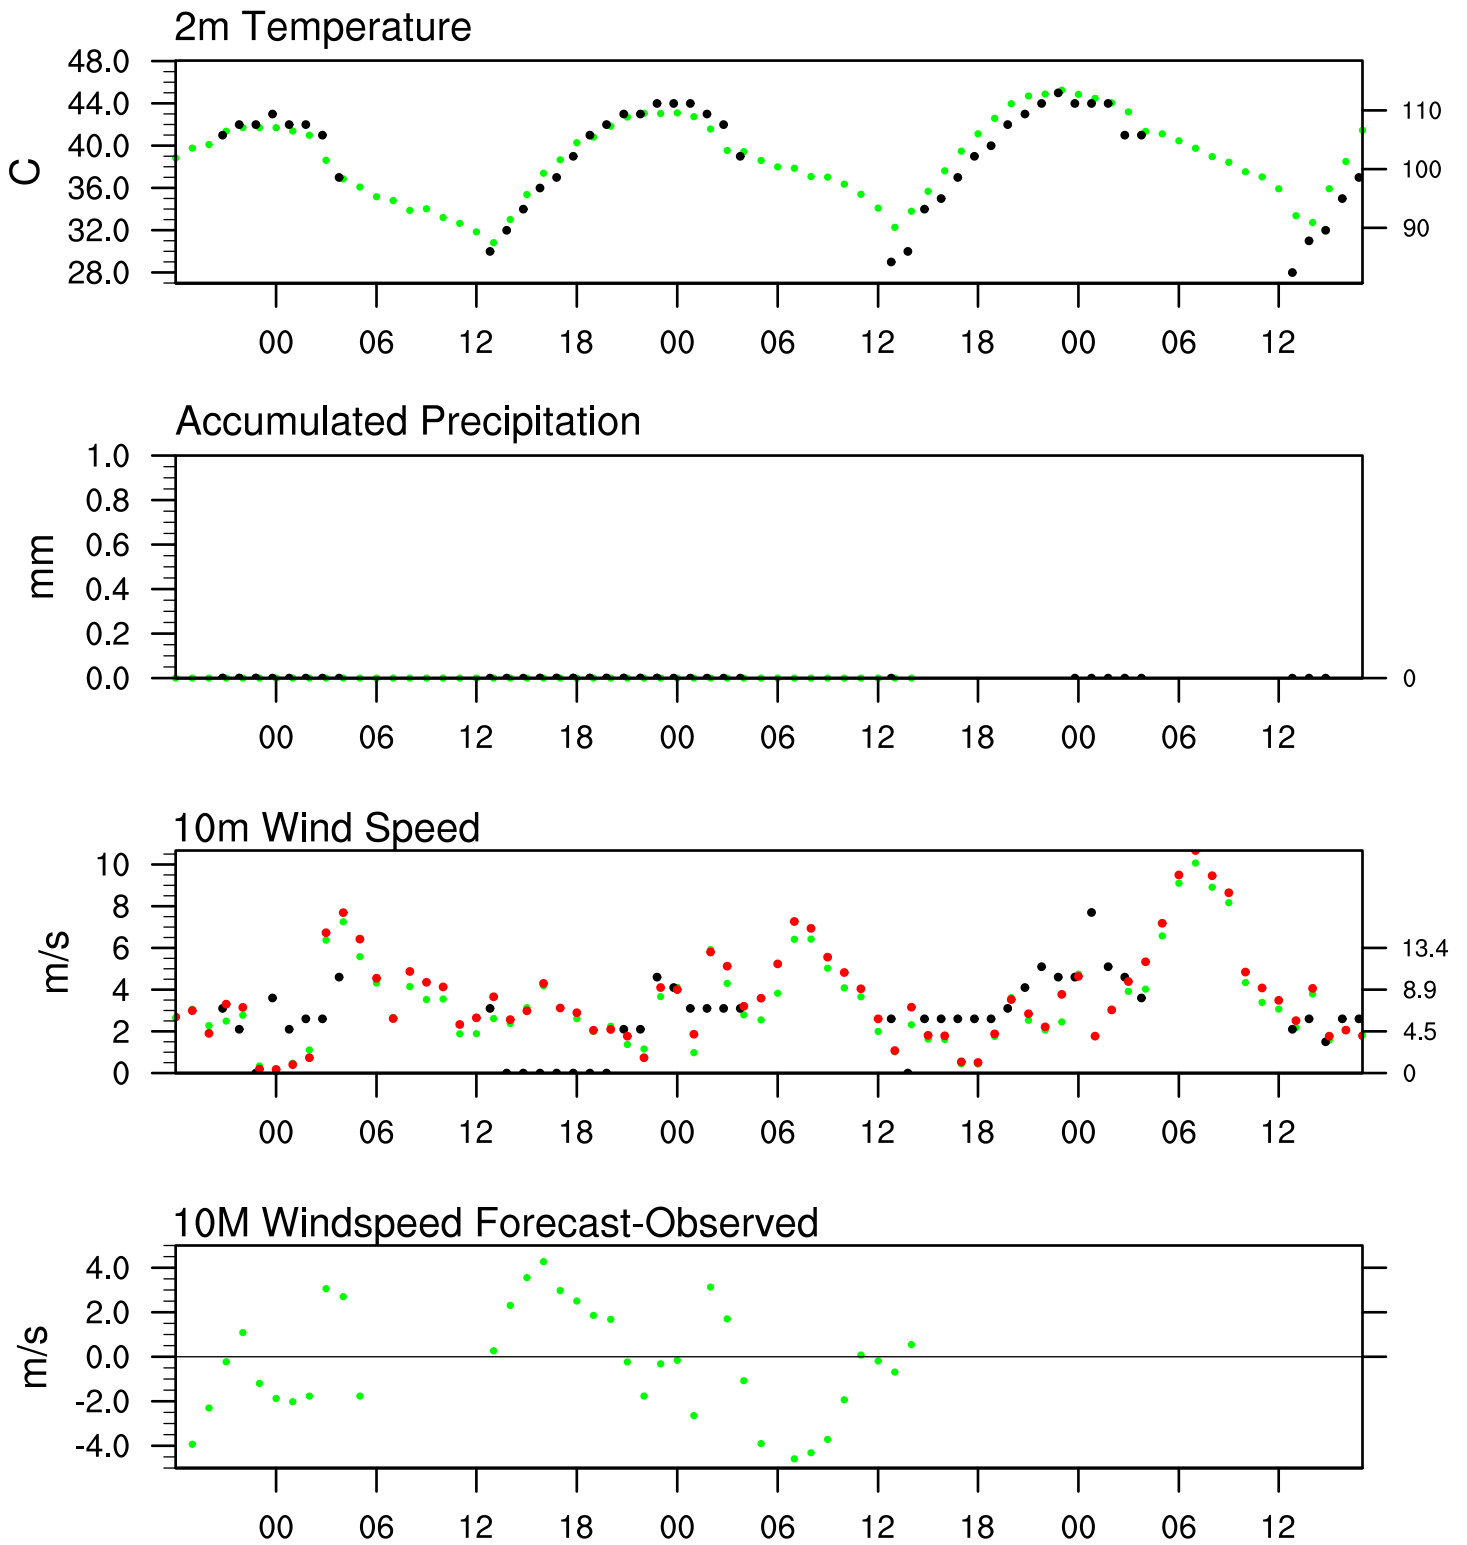 2m Temperature
48.0
44.0
40.0
36.0
32.0
28.0
C
110
100
90
00 06 12 18 00 06 12 18 00 06 12
Accumulated Precipitation
1.0
0.8
0.6
0.4
0.2
0.0
mm
0
00 06 12 18 00 06 12 18 00 06 12
10m Wind Speed
10
8
6
4
2
0
m/s
13.4
8.9
4.5
0
00 06 12 18 00 06 12 18 00 06 12
10M Windspeed Forecast-Observed
4.0
2.0
0.0
-2.0
-4.0
m/s
00 06 12 18 00 06 12 18 00 06 12